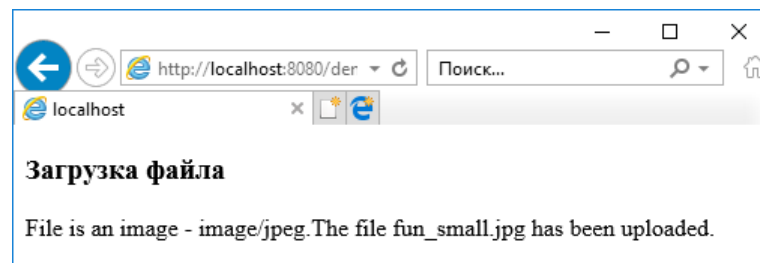 http://localhost:8080/der
Поиск...
localhost
Загрузка файла
File is an image - image/jpeg.The file fun_small.jpg has been uploaded.